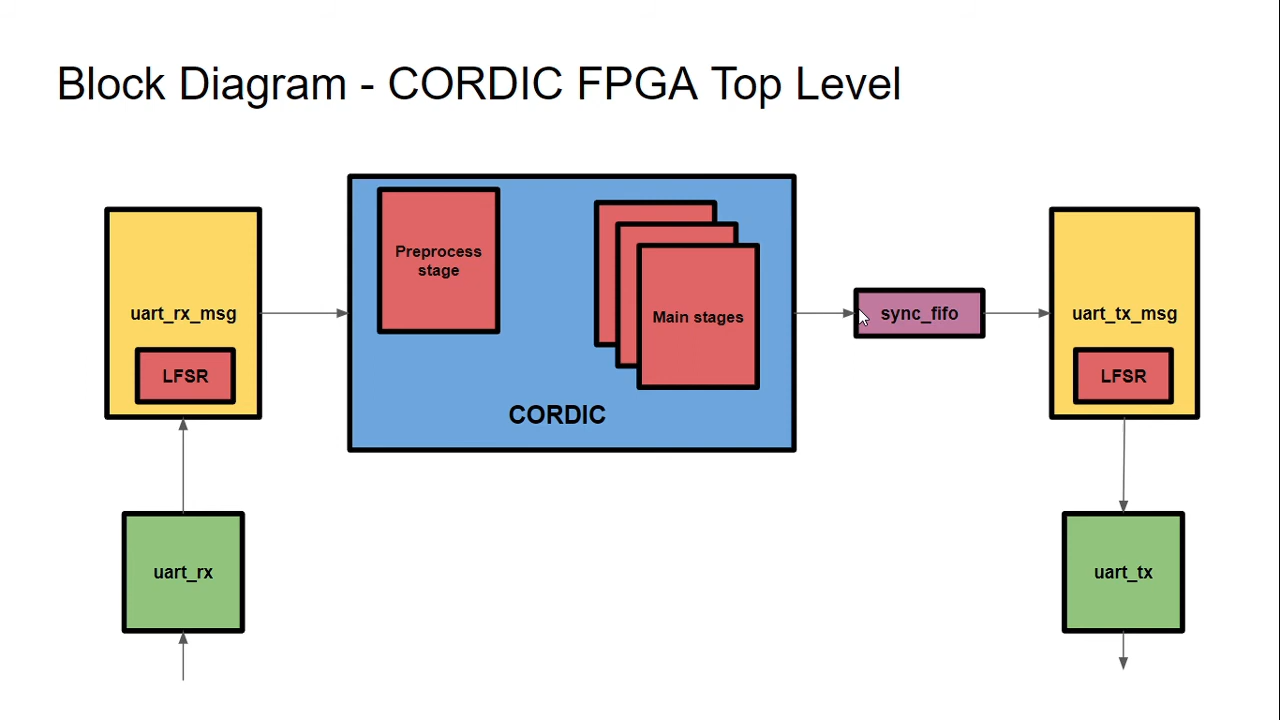 Block Diagram - CORDIC FPGA Top Level
Preprocess
stage
Main stages
CORDIC
uart_rx_msg
LFSR
uart_rx
sync_fifo
uart_tx_msg
LFSR
uart_tx